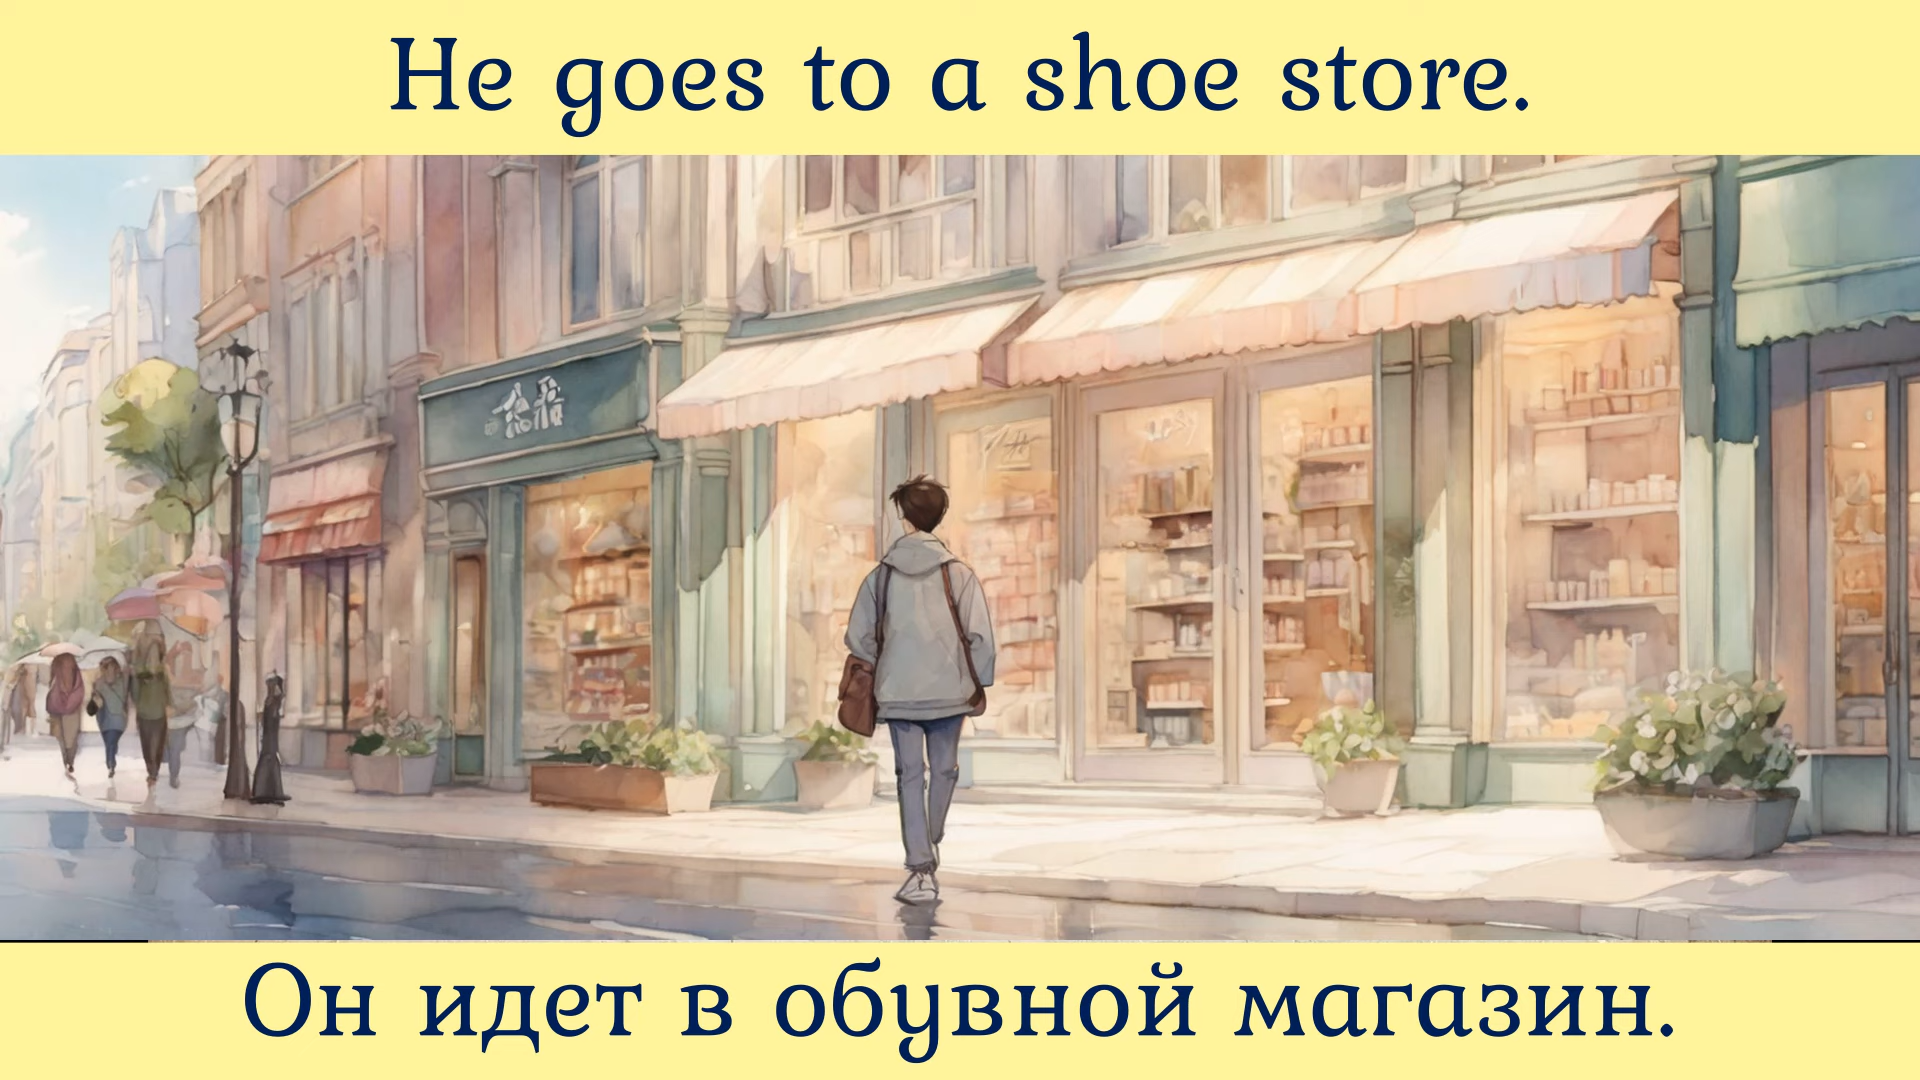 He goes to a shoe store.
Он идет в обувной магазин.